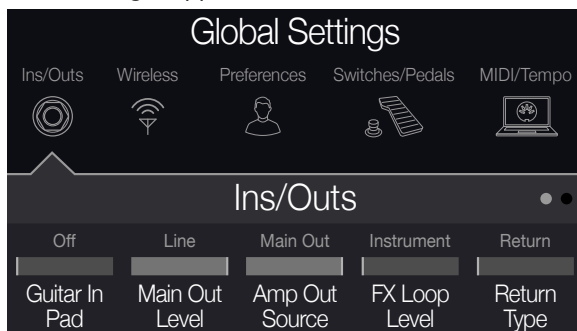 Global Settings
Ins/Outs Wireless Preferences Switches/Pedals MIDI/Tempo
Ins/Outs
Off Line Main Out Instrument Return
Guitar In Main Out Amp Out FX Loop Return
Pad Level Source Level Type